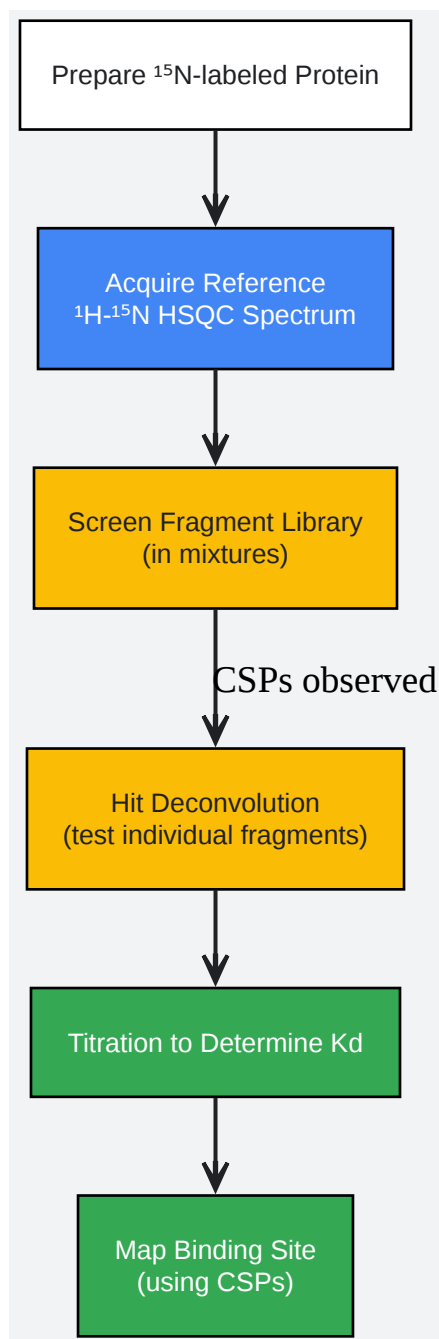 Prepare ¹⁵N-labeled Protein
Acquire Reference
¹H-¹⁵N HSQC Spectrum
Screen Fragment Library
(in mixtures)
CSPs observed
Hit Deconvolution
(test individual fragments)
Titration to Determine Kd
Map Binding Site
(using CSPs)